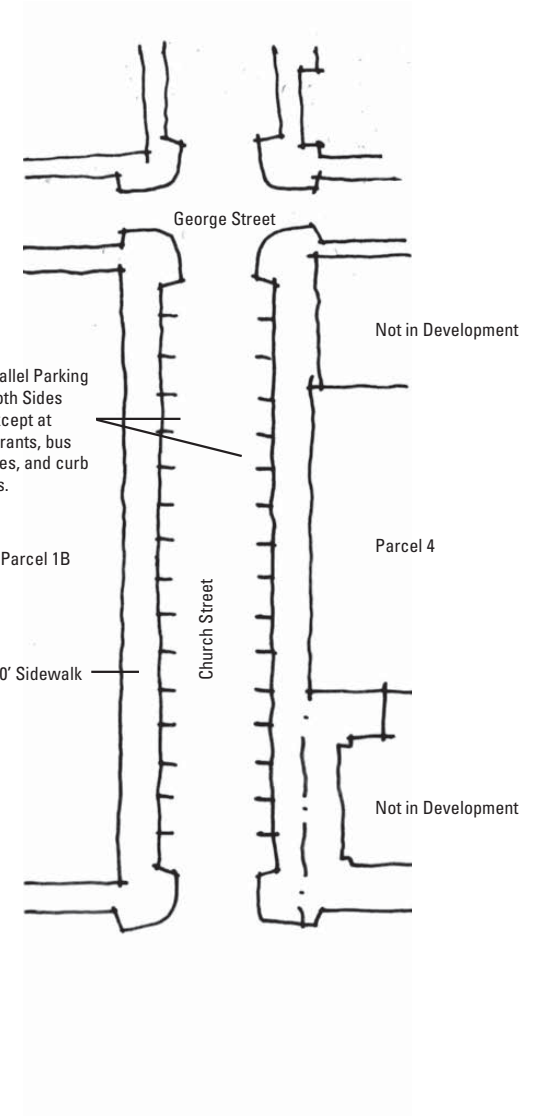 George Street
Not in Development
allel Parking
oth Sides
cept at
rants, bus
es, and curb
s.
Parcel 1B
Parcel 4
Church Street
0’ Sidewalk
Not in Development